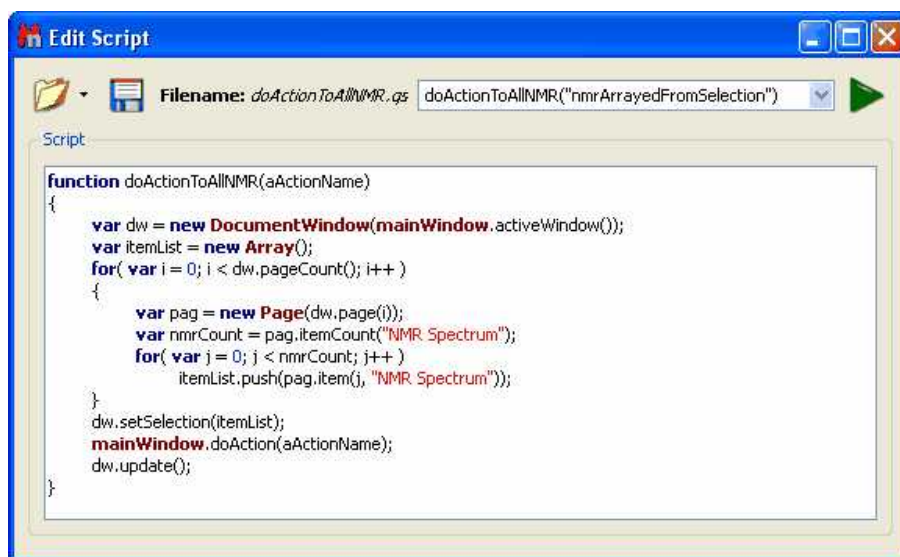 Edit Script
Filename: doActionToAllNMR.qs doActionToAllNMR("nmrArrayedFromSelection")
Script
function doActionToAllNMR(aActionName)
{
var dw = new DocumentWindow(mainWindow.activeWindow());
var itemList = new Array();
for( var i = 0; i < dw.pageCount(); i++ )
{
var pag = new Page(dw.page(i));
var nmrCount = pag.itemCount("NMR Spectrum");
for( var j = 0; j < nmrCount; j++ )
itemList.push(pag.item(j, "NMR Spectrum"));
}
dw.setSelection(itemList);
mainWindow.doAction(aActionName);
dw.update();
}